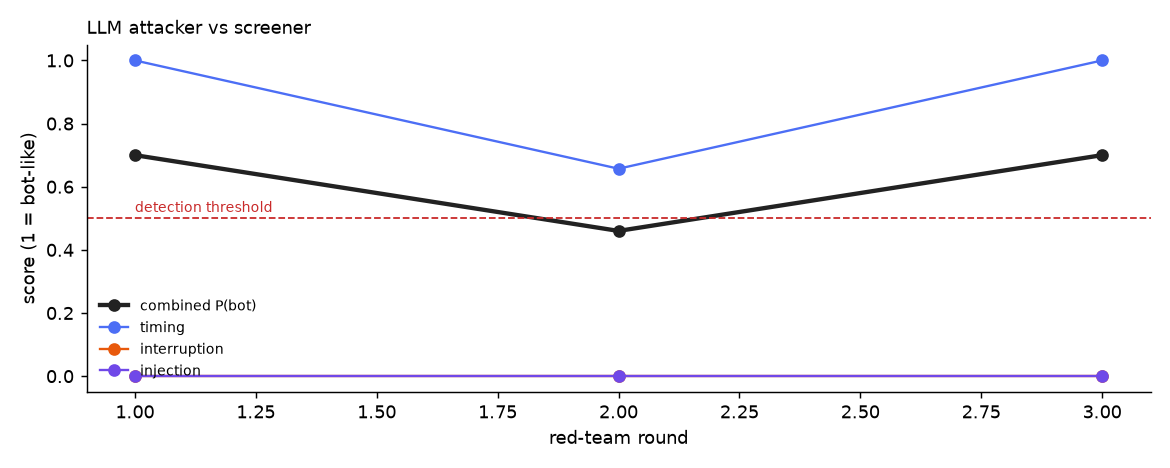 LLM attacker vs screener
1.0
0.8
0.6
0.4
0.2
0.0
score (1 = bot-like)
detection threshold
combined P(bot)
timing
interruption
injection
1.00 1.25 1.50 1.75 2.00 2.25 2.50 2.75 3.00
red-team round